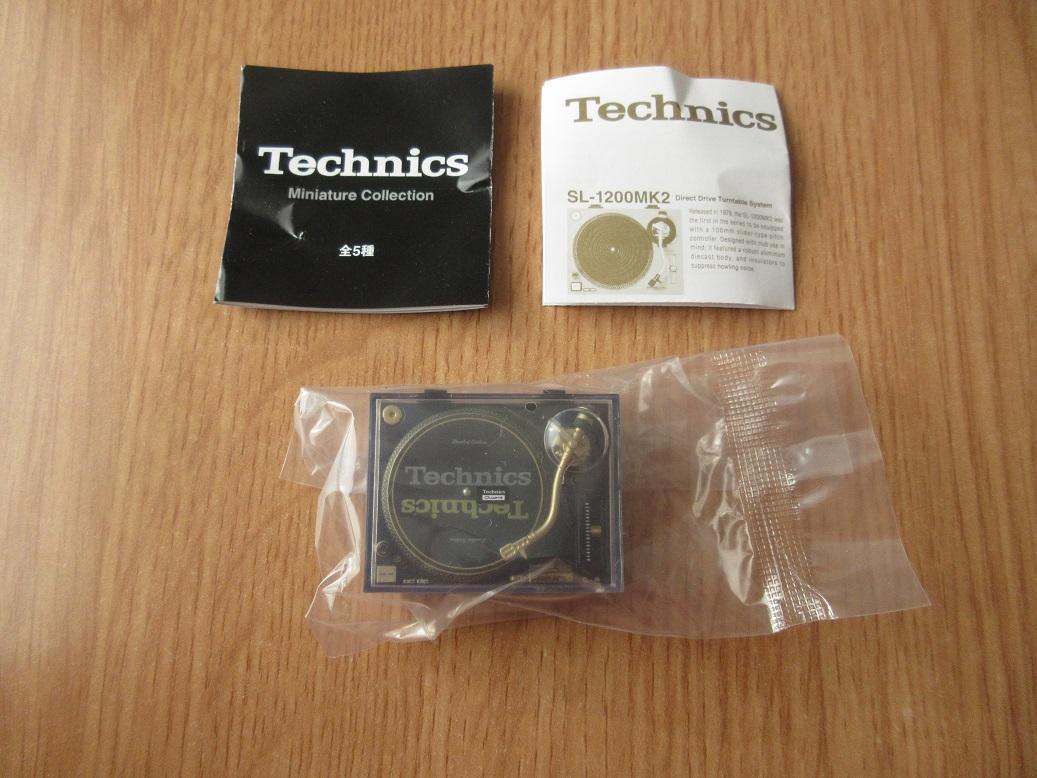 Technics
Miniature Collection
全5種
Technics
SL-1200MK2 Direct Drive Turntable System
Released in 1979, the SL-1200MK2 was
the first in the series to be equipped
with a 100mm slider-type pitch
controller. Designed with club use in
mind, it featured a robust aluminum
diecast body, and insulators to
suppress howling noise.
Technics
Technics
Technics